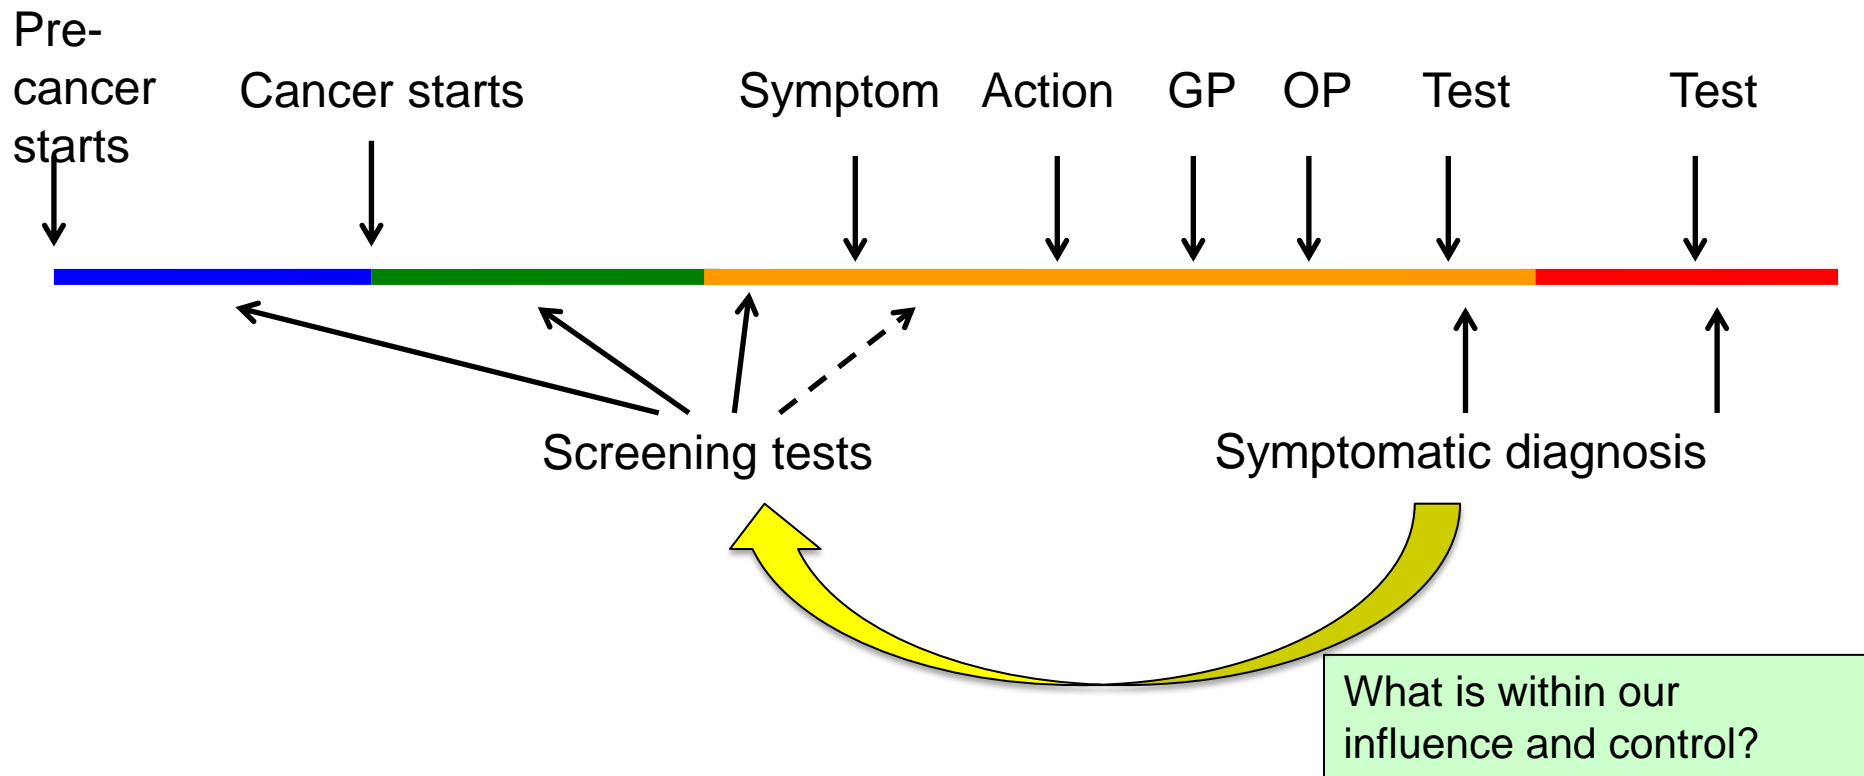 Pre-
cancer
starts
Cancer starts
Symptom
Action
GP
OP
Test
Test
Screening tests
Symptomatic diagnosis
What is within our
influence and control?